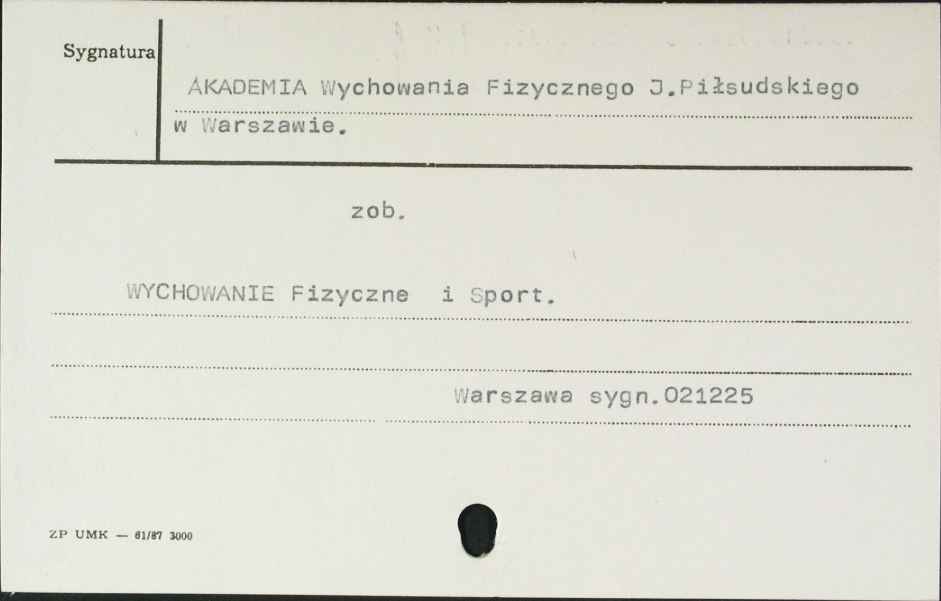 Sygnatura
AKADEMIA Wychowania Fizycznego J.Piłsudskiego
w Warszawie.
zob.
WYCHOWANIE Fizyczne i Sport.
Warszawa sygn.021225
ZP UMK — 61/87 3000